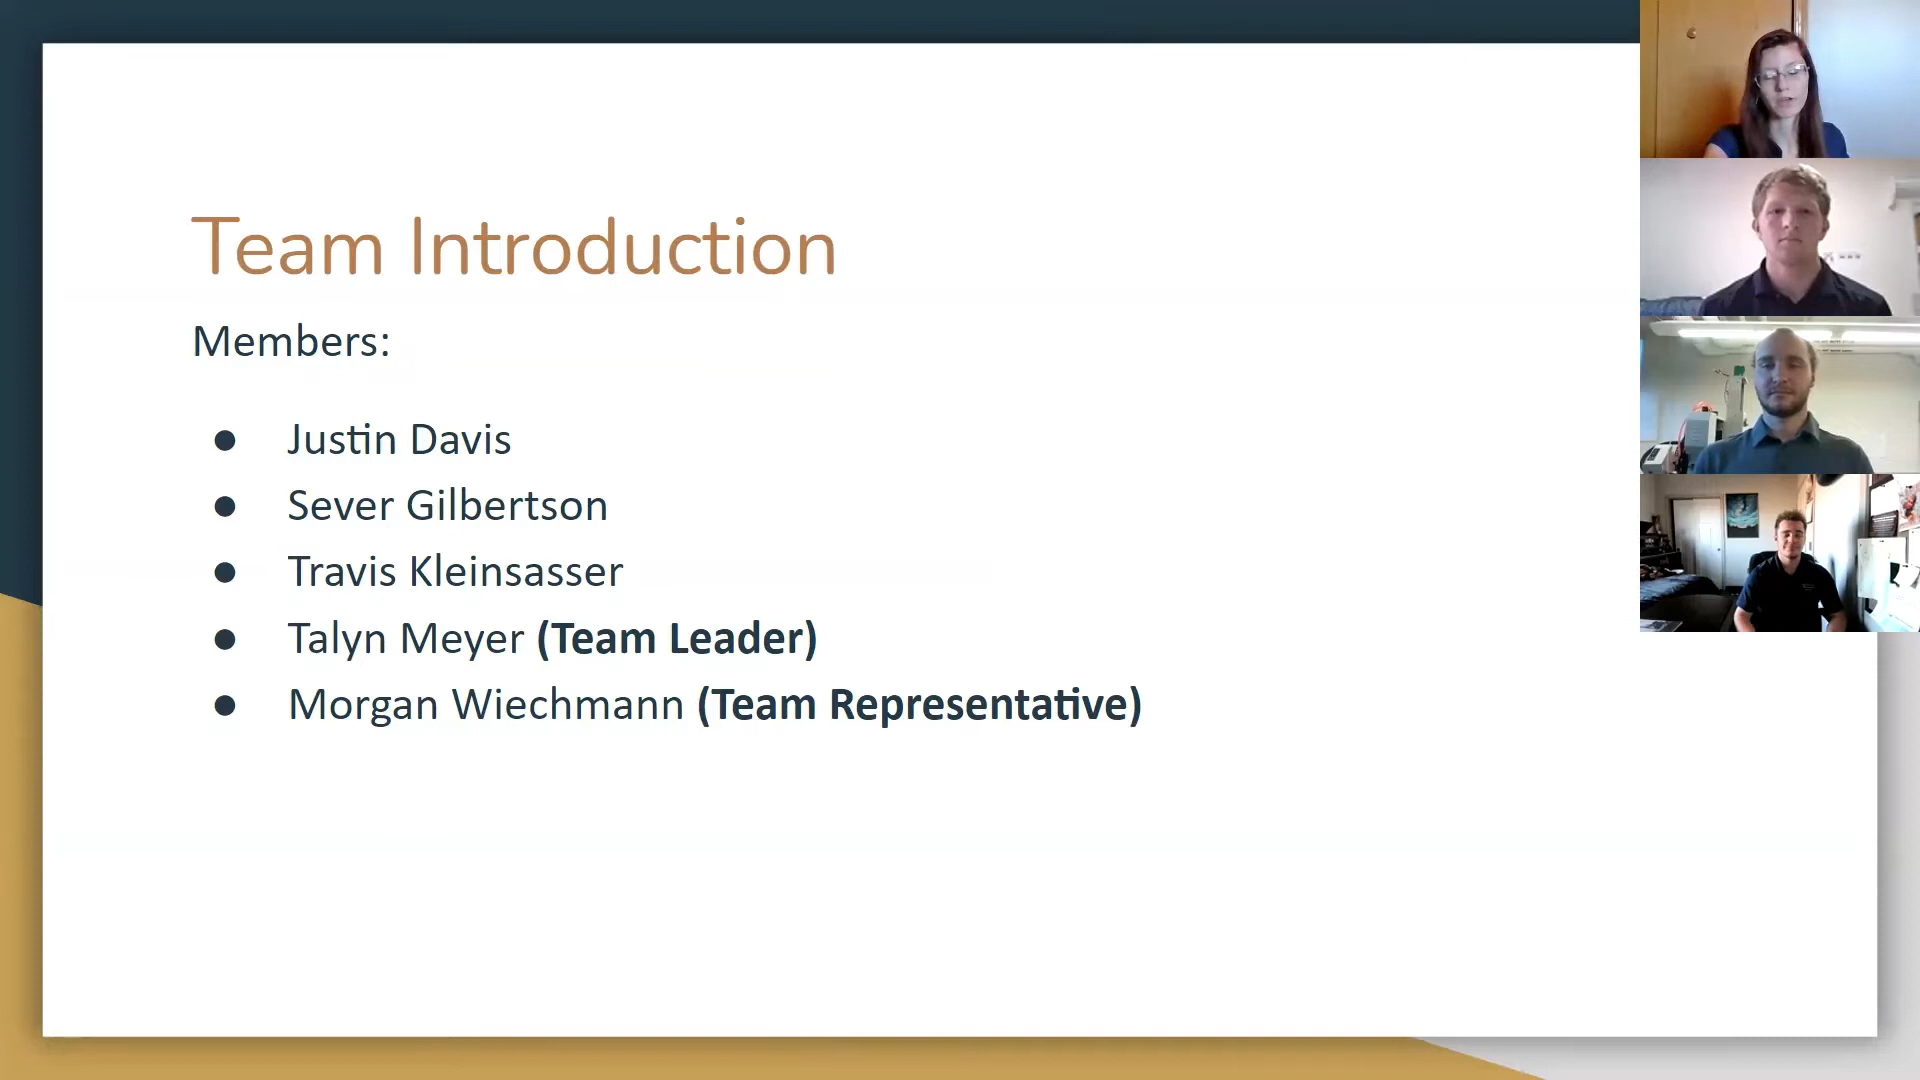 Team Introduction
Members:
● Justin Davis
● Sever Gilbertson
● Travis Kleinsasser
● Talyn Meyer (Team Leader)
● Morgan Wiechmann (Team Representative)